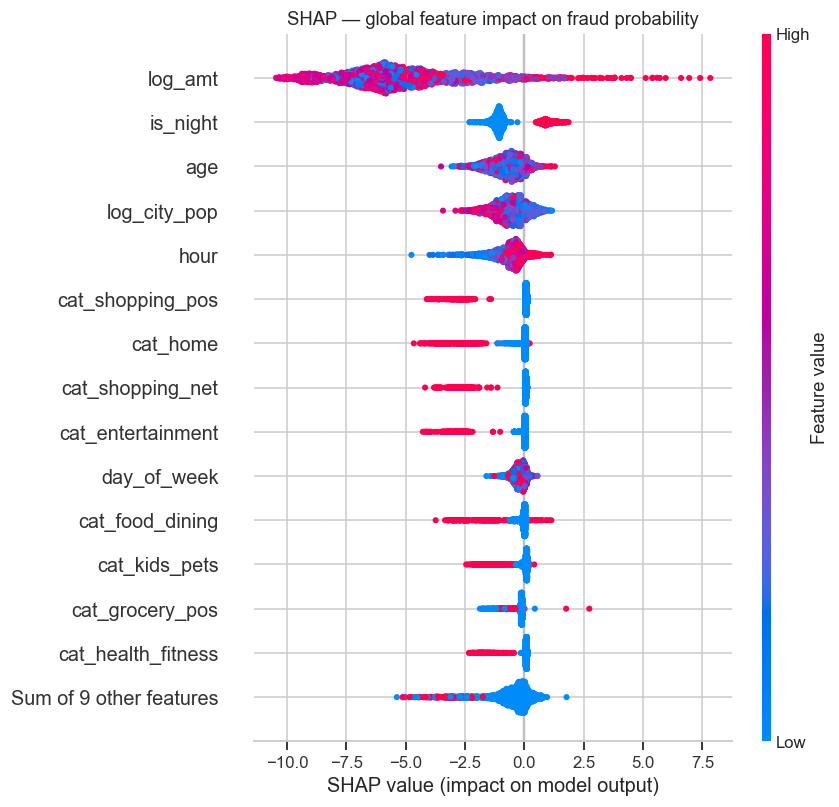 SHAP — global feature impact on fraud probability
High
log_amt
is_night
age
log_city_pop
hour
cat_shopping_pos
cat_home
cat_shopping_net
cat_entertainment
day_of_week
cat_food_dining
cat_kids_pets
cat_grocery_pos
cat_health_fitness
Sum of 9 other features
Feature value
Low
−10.0 −7.5 −5.0 −2.5 0.0 2.5 5.0 7.5
SHAP value (impact on model output)